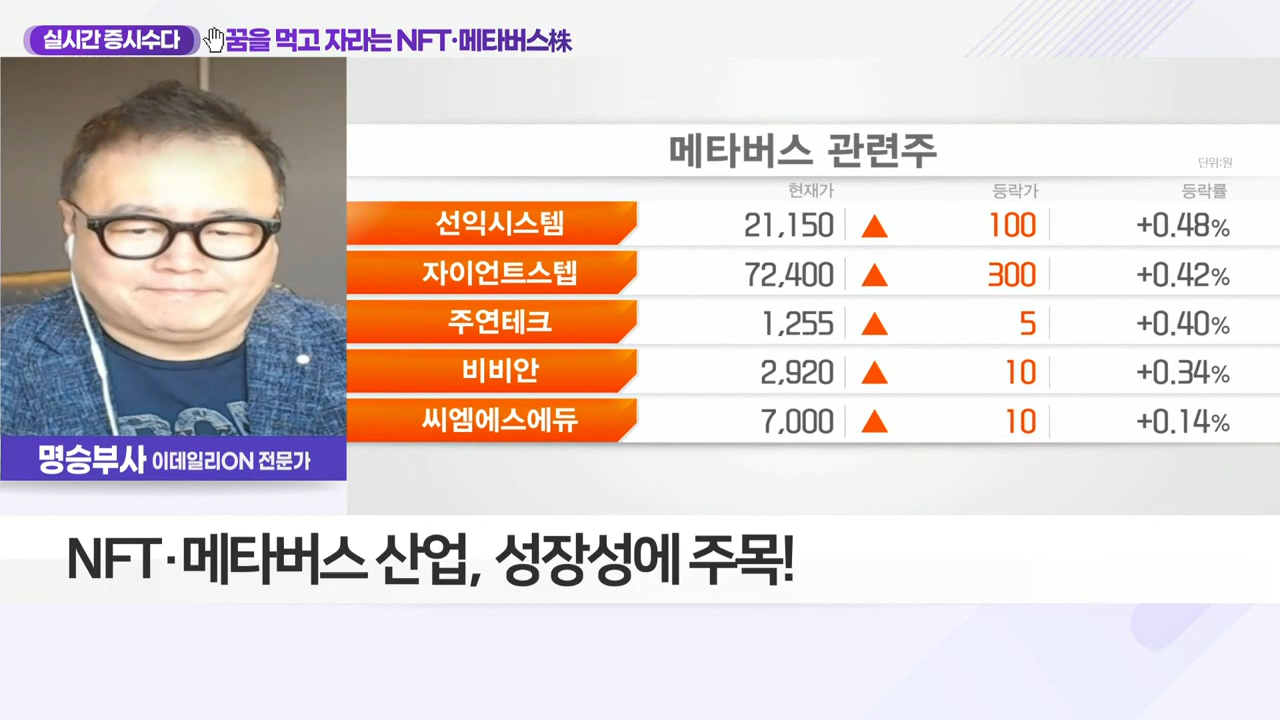 실시간 증시수다
꿈을 먹고 자라는 NFT·메타버스株
메타버스 관련주
단위:원
현재가 등락가 등락률
선익시스템 21,150 ▲ 100 +0.48%
자이언트스텝 72,400 ▲ 300 +0.42%
주연테크 1,255 ▲ 5 +0.40%
비비안 2,920 ▲ 10 +0.34%
씨엠에스에듀 7,000 ▲ 10 +0.14%
명승부사 이데일리ON 전문가
NFT·메타버스 산업, 성장성에 주목!